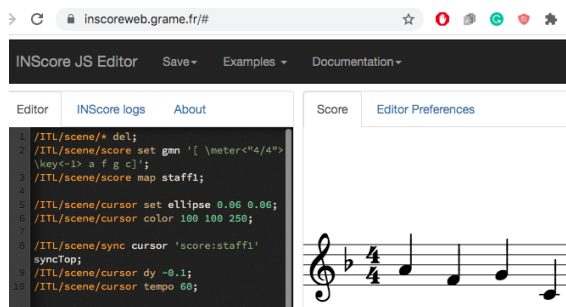 inscoreweb.grame.fr/#
INScore JS Editor Save Examples Documentation
Editor INScore logs About Score Editor Preferences
1 /ITL/scene/* del;
2 /ITL/scene/score set gmn '[ \meter<"4/4">
\key<-1> a f g c]';
3 /ITL/scene/score map staff1;
4
5 /ITL/scene/cursor set ellipse 0.06 0.06;
6 /ITL/scene/cursor color 100 100 250;
7
8 /ITL/scene/sync cursor 'score:staff1'
syncTop;
9 /ITL/scene/cursor dy -0.1;
10 /ITL/scene/cursor tempo 60;
4
4